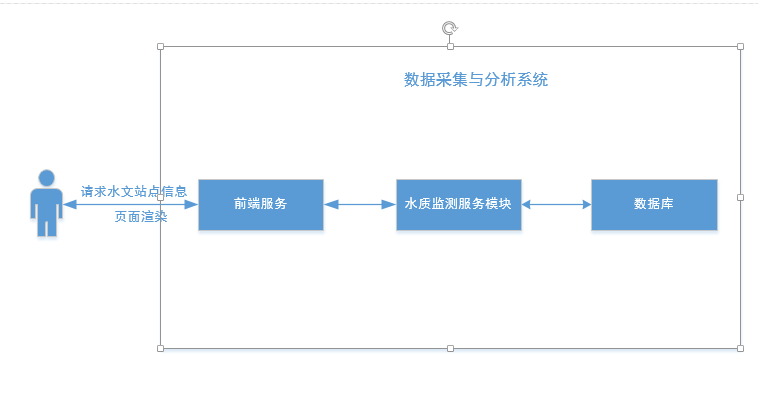 数据采集与分析系统
请求水文站点信息
页面渲染
前端服务
水质监测服务模块
数据库